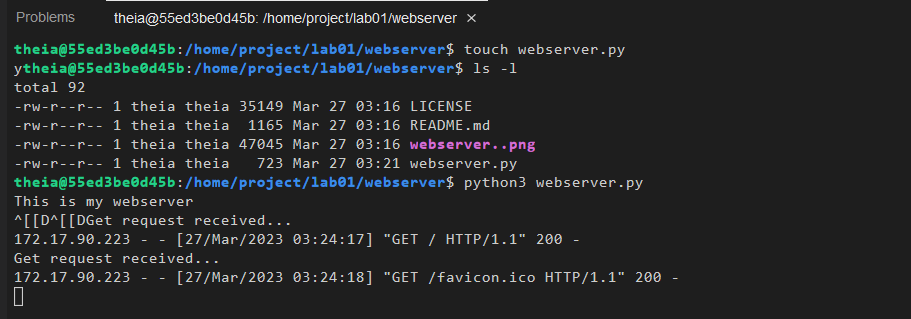 Problems theia@55ed3be0d45b: /home/project/lab01/webserver ×
theia@55ed3be0d45b:/home/project/lab01/webserver$ touch webserver.py
ytheia@55ed3be0d45b:/home/project/lab01/webserver$ ls -l
total 92
-rw-r--r-- 1 theia theia 35149 Mar 27 03:16 LICENSE
-rw-r--r-- 1 theia theia  1165 Mar 27 03:16 README.md
-rw-r--r-- 1 theia theia 47045 Mar 27 03:16 webserver..png
-rw-r--r-- 1 theia theia   723 Mar 27 03:21 webserver.py
theia@55ed3be0d45b:/home/project/lab01/webserver$ python3 webserver.py
This is my webserver
^[[D^[[DGet request received...
172.17.90.223 - - [27/Mar/2023 03:24:17] "GET / HTTP/1.1" 200 -
Get request received...
172.17.90.223 - - [27/Mar/2023 03:24:18] "GET /favicon.ico HTTP/1.1" 200 -